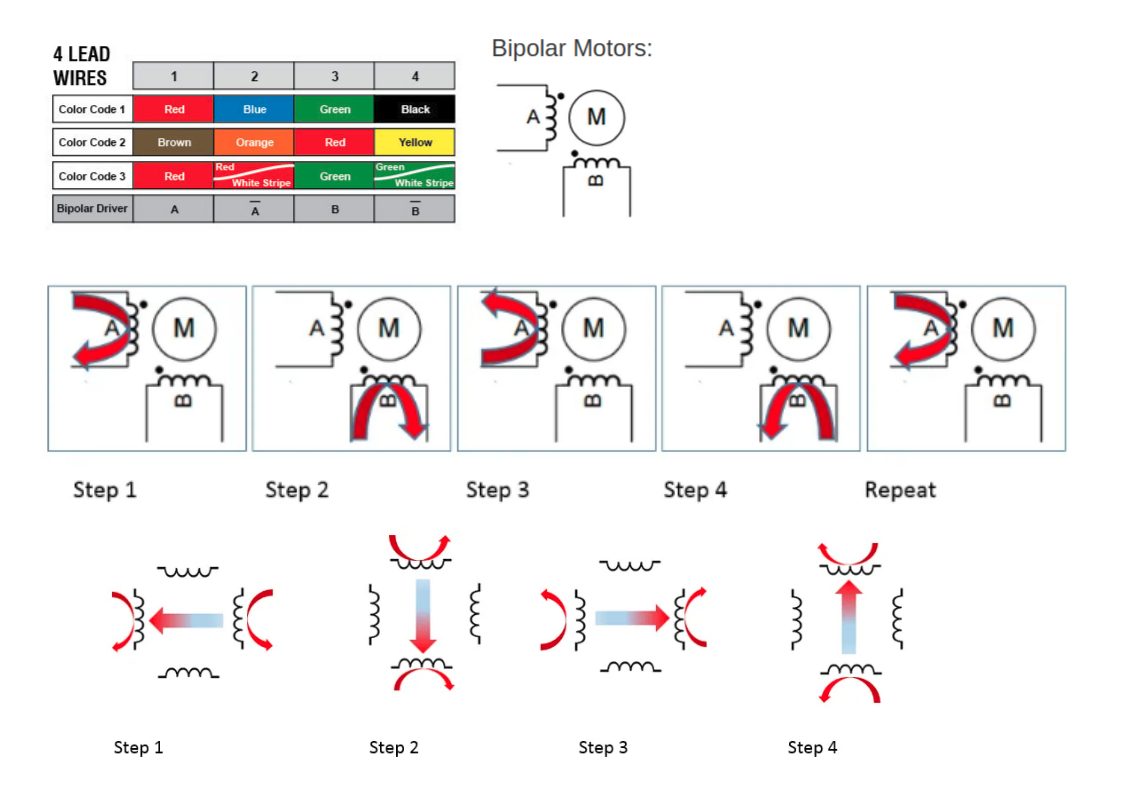 Bipolar Motors:
4 LEAD
WIRES 1 2 3 4
Color Code 1 Red Blue Green Black
Color Code 2 Brown Orange Red Yellow
Color Code 3 Red Red White Stripe Green Green White Stripe
Bipolar Driver A A̅ B B̅
A M
B
A M A M A M A M A M
B B B B B
Step 1 Step 2 Step 3 Step 4 Repeat
Step 1 Step 2 Step 3 Step 4